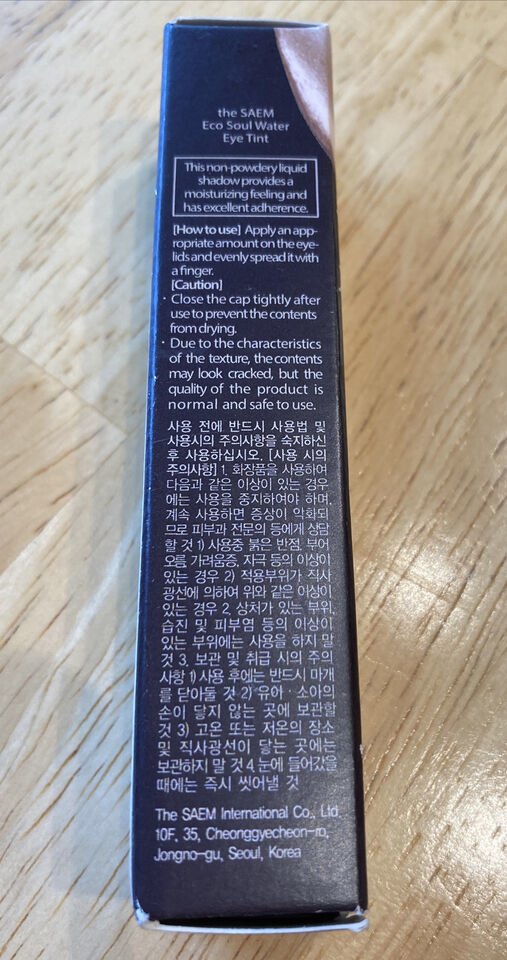 the SAEM
Eco Soul Water
Eye Tint
This non-powdery liquid
shadow provides a
moisturizing feeling and
has excellent adherence.
[How to use] Apply an app-
ropriate amount on the eye-
lids and evenly spread it with
a finger.
[Caution]
· Close the cap tightly after
use to prevent the contents
from drying.
· Due to the characteristics
of the texture, the contents
may look cracked, but the
quality of the product is
normal and safe to use.
사용 전에 반드시 사용법 및
사용시의 주의사항을 숙지하신
후 사용하십시오. [사용 시의
주의사항] 1. 화장품을 사용하여
다음과 같은 이상이 있는 경우
에는 사용을 중지하여야 하며,
계속 사용하면 증상이 악화되
므로 피부과 전문의 등에게 상담
할 것 1) 사용중 붉은 반점, 부어
오름, 가려움증, 자극 등의 이상이
있는 경우 2) 적용부위가 직사
광선에 의하여 위와 같은 이상이
있는 경우 2. 상처가 있는 부위,
습진 및 피부염 등의 이상이
있는 부위에는 사용을 하지 말
것 3. 보관 및 취급 시의 주의
사항 1) 사용 후에는 반드시 마개
를 닫아둘 것 2) 유아 · 소아의
손이 닿지 않는 곳에 보관할
것 3) 고온 또는 저온의 장소
및 직사광선이 닿는 곳에는
보관하지 말 것 4. 눈에 들어갔을
때에는 즉시 씻어낼 것
The SAEM International Co., Ltd.
10F, 35, Cheonggyecheon-ro,
Jongno-gu, Seoul, Korea